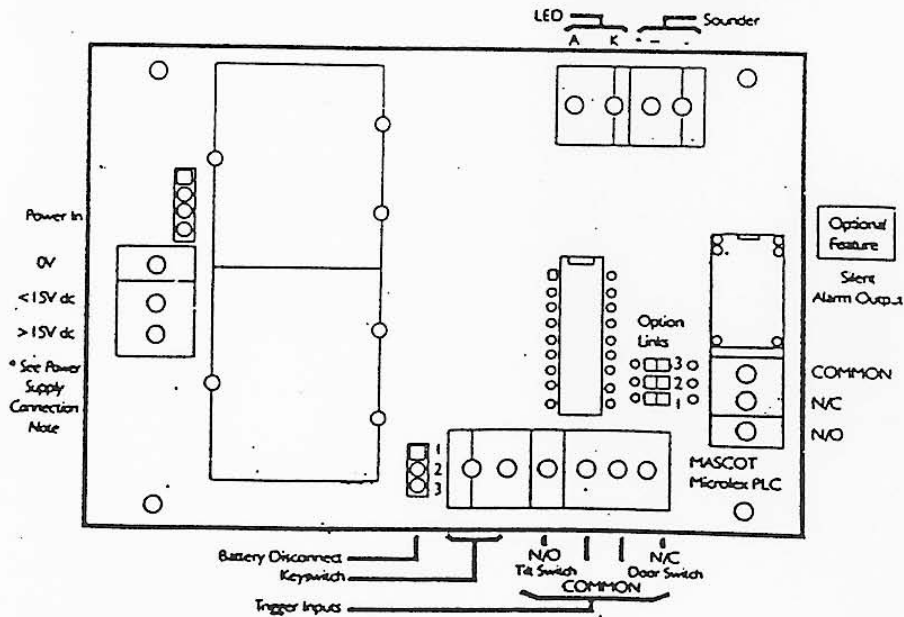 LED
Sounder
A K + – -
Power In
0V
<15V dc
>15V dc
* See Power
Supply
Connection
Note
Optional
Feature
Silent
Alarm Output
Option
Links
3
2
1
COMMON
N/C
N/O
1
2
3
MASCOT
Microlex PLC
Battery Disconnect
Keyswitch
N/O
Tilt Switch
N/C
Door Switch
COMMON
Trigger Inputs